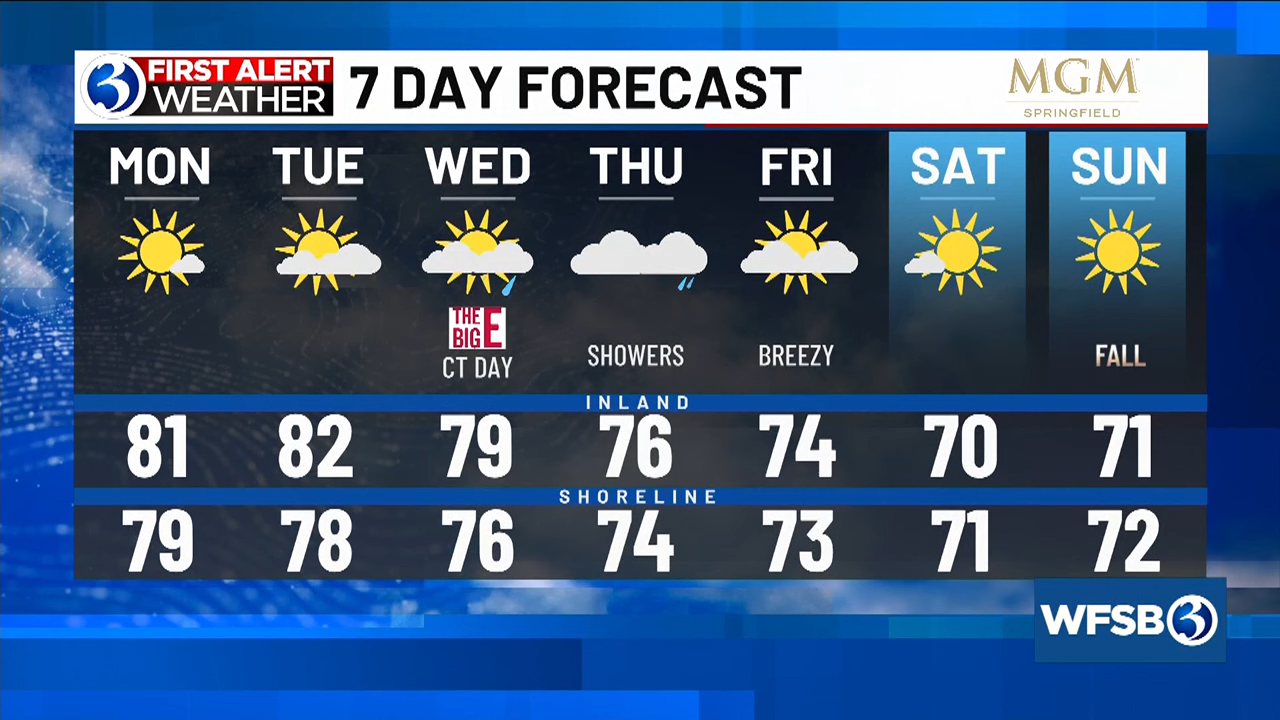 3 FIRST ALERT
WEATHER
7 DAY FORECAST
MGM
SPRINGFIELD
MON TUE WED THU FRI SAT SUN
THE
BIG E
CT DAY SHOWERS BREEZY FALL
INLAND
81 82 79 76 74 70 71
SHORELINE
79 78 76 74 73 71 72
WFSB 3